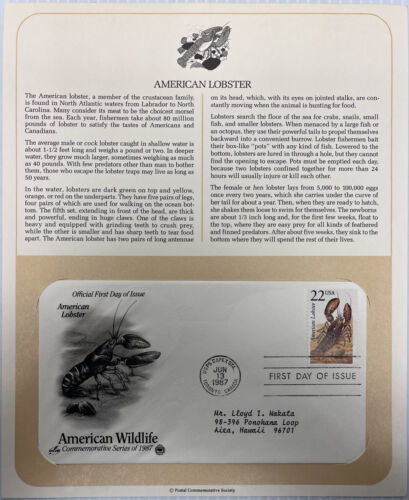 AMERICAN LOBSTER
The American lobster, a member of the crustacean family,
is found in North Atlantic waters from Labrador to North
Carolina. Many consider its meat to be the choicest morsel
from the sea. Each year, fishermen take about 80 million
pounds of lobster to satisfy the tastes of Americans and
Canadians.
The average male or cock lobster caught in shallow water is
about 1-1/2 feet long and weighs a pound or two. In deeper
water, they grow much larger, sometimes weighing as much
as 40 pounds. With few predators other than man to bother
them, those who escape the lobster traps may live as long as
50 years.
In the water, lobsters are dark green on top and yellow,
orange, or red on the underparts. They have five pairs of legs,
four pairs of which are used for walking on the ocean bot-
tom. The fifth set, extending in front of the head, are thick
and powerful, ending in huge claws. One of the claws is
heavy and equipped with grinding teeth to crush prey,
while the other is smaller and has sharp teeth to tear food
apart. The American lobster has two pairs of long antennae
on its head, which, with its eyes on jointed stalks, are con-
stantly moving when the animal is hunting for food.
Lobsters search the floor of the sea for crabs, snails, small
fish, and smaller lobsters. When menaced by a large fish or
an octopus, they use their powerful tails to propel themselves
backward into a convenient burrow. Lobster fishermen bait
their box-like "pots" with any kind of fish. Lowered to the
bottom, lobsters are lured in through a hole, but they cannot
find the opening to escape. Pots must be emptied each day,
because two lobsters confined together for more than 24
hours will usually injure or kill each other.
The female or hen lobster lays from 5,000 to 100,000 eggs
once every two years, which she carries under the curve of
her tail for about a year. Then, when they are ready to hatch,
she shakes them loose to swim for themselves. The newborns
are about 1/3 inch long and, for the first few weeks, float to
the top, where they are easy prey for all kinds of feathered
and finned predators. After about five weeks, they sink to the
bottom where they will spend the rest of their lives.
Official First Day of Issue
American
Lobster
American Wildlife
Commemorative Series of 1987
USPS CAPEX STA.
JUN
13
1987
TORONTO CANADA
22 USA
American Lobster
FIRST DAY OF ISSUE
Mr. Lloyd I. Nakata
98-396 Ponohana Loop
Aiea, Hawaii 96701
© Postal Commemorative Society